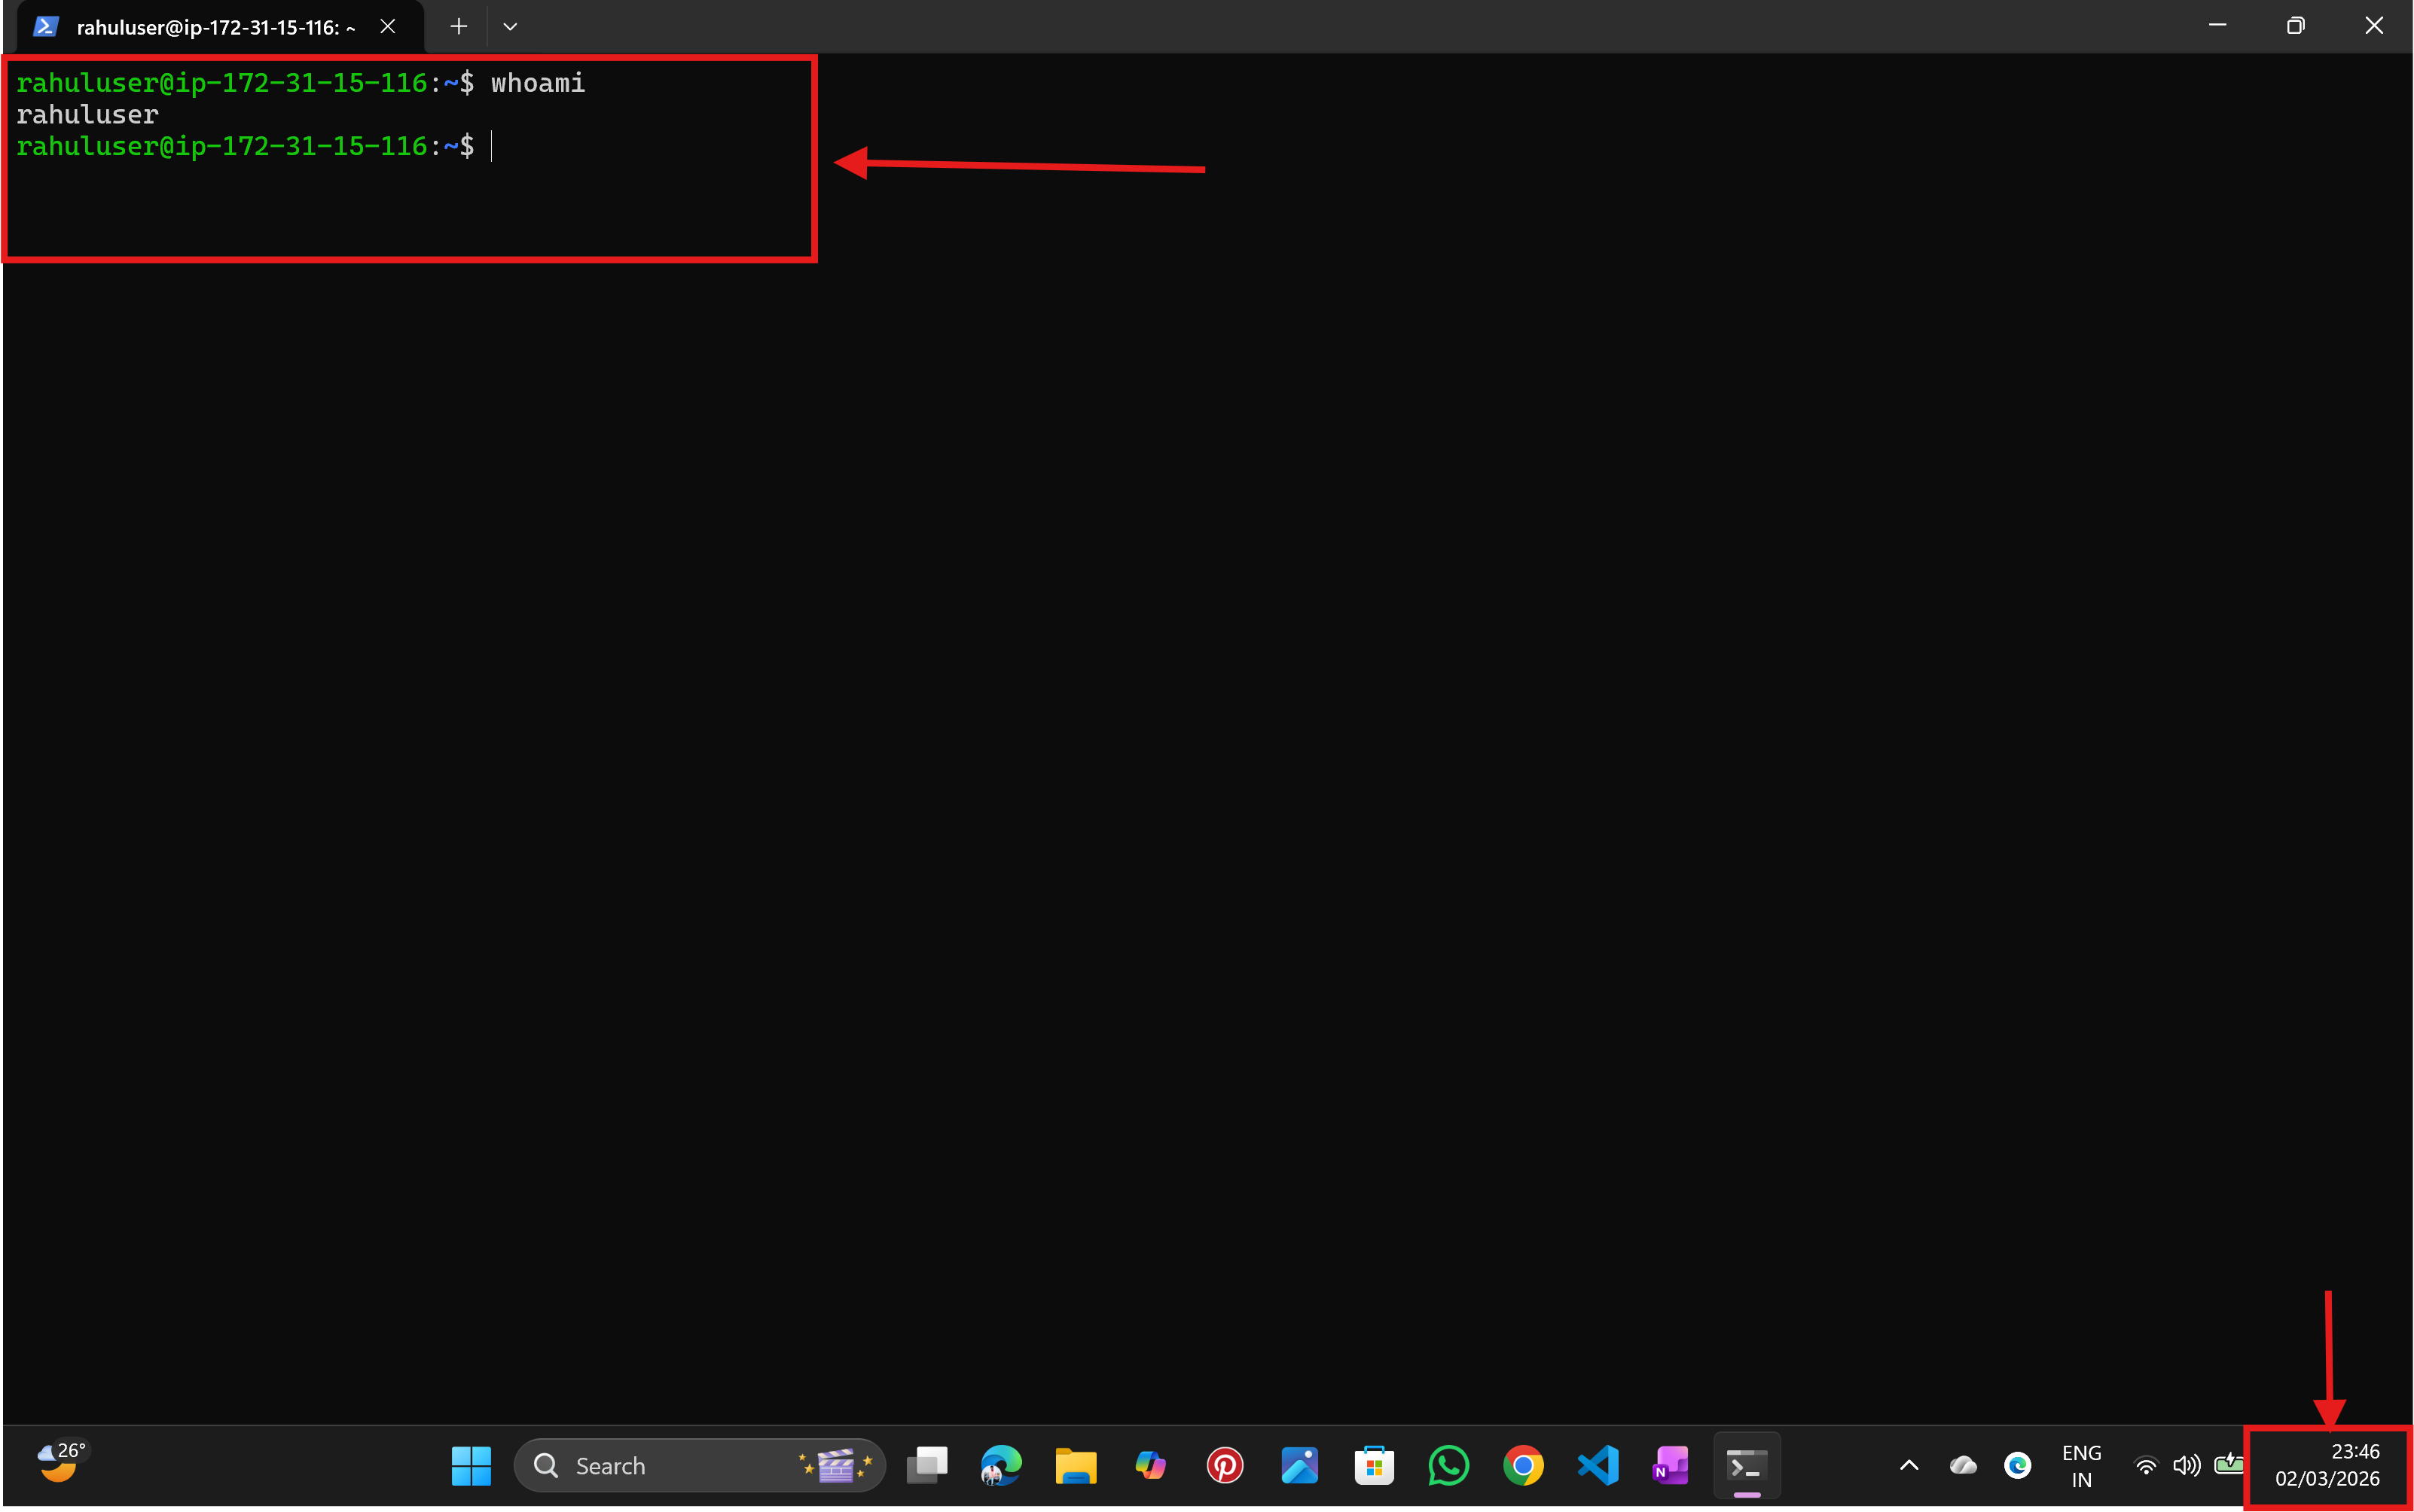 rahuluser@ip-172-31-15-116: ~
rahuluser@ip-172-31-15-116:~$ whoami
rahuluser
rahuluser@ip-172-31-15-116:~$
26°
Search
ENG
IN
23:46
02/03/2026